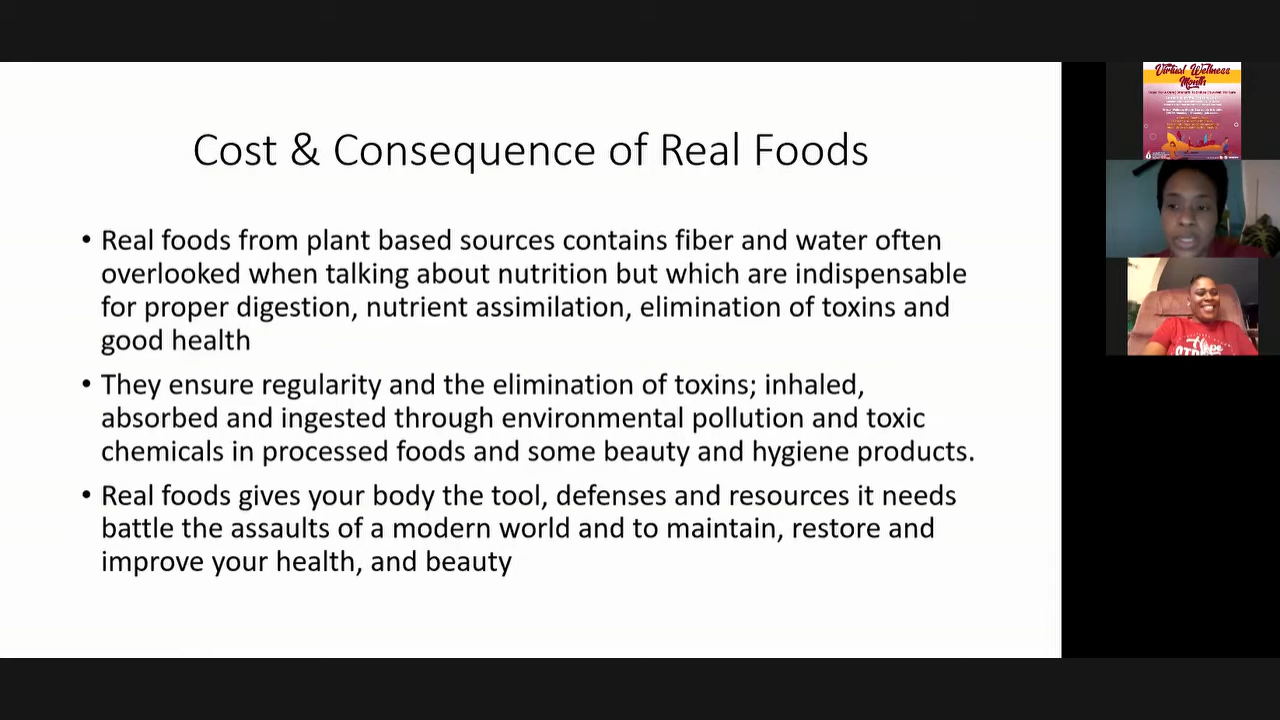 Cost & Consequence of Real Foods
• Real foods from plant based sources contains fiber and water often
overlooked when talking about nutrition but which are indispensable
for proper digestion, nutrient assimilation, elimination of toxins and
good health
• They ensure regularity and the elimination of toxins; inhaled,
absorbed and ingested through environmental pollution and toxic
chemicals in processed foods and some beauty and hygiene products.
• Real foods gives your body the tool, defenses and resources it needs
battle the assaults of a modern world and to maintain, restore and
improve your health, and beauty
Virtual Wellness
Month
Hope